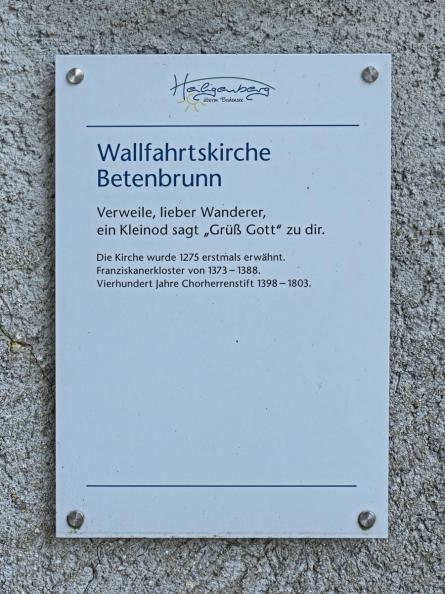 Heiligenberg
überm Bodensee
Wallfahrtskirche
Betenbrunn
Verweile, lieber Wanderer,
ein Kleinod sagt „Grüß Gott“ zu dir.
Die Kirche wurde 1275 erstmals erwähnt.
Franziskanerkloster von 1373 – 1388.
Vierhundert Jahre Chorherrenstift 1398 – 1803.